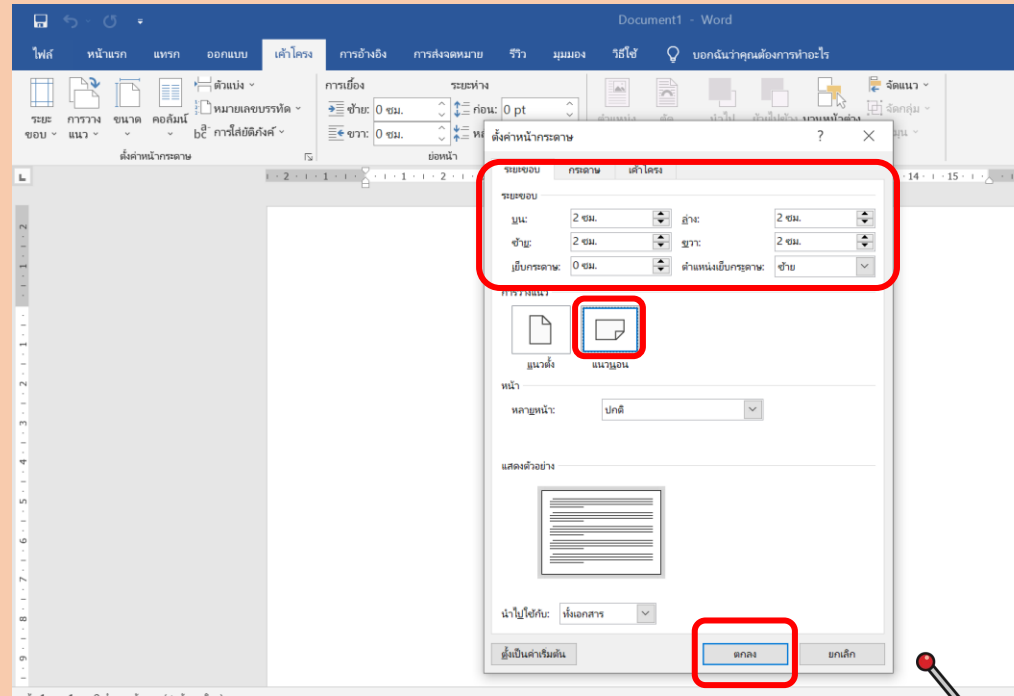 Document1 - Word
ไฟล์ หน้าแรก แทรก ออกแบบ เค้าโครง การอ้างอิง การส่งจดหมาย รีวิว มุมมอง วิธีใช้ บอกฉันว่าคุณต้องการทำอะไร
ระยะขอบ การวางแนว ขนาด คอลัมน์
ตัวแบ่ง
หมายเลขบรรทัด
bc การใส่ยัติภังค์
ตั้งค่าหน้ากระดาษ
การเยื้อง ระยะห่าง
ซ้าย: 0 ซม. ก่อน: 0 pt
ขวา: 0 ซม.
ย่อหน้า
จัดแนว
จัดกลุ่ม
ตั้งค่าหน้ากระดาษ ? ×
ระยะขอบ กระดาษ เค้าโครง
ระยะขอบ
บน: 2 ซม. ล่าง: 2 ซม.
ซ้าย: 2 ซม. ขวา: 2 ซม.
เย็บกระดาษ: 0 ซม. ตำแหน่งเย็บกระดาษ: ซ้าย
การวางแนว
แนวตั้ง แนวนอน
หน้า
หลายหน้า: ปกติ
แสดงตัวอย่าง
นำไปใช้กับ: ทั้งเอกสาร
ตั้งเป็นค่าเริ่มต้น ตกลง ยกเลิก